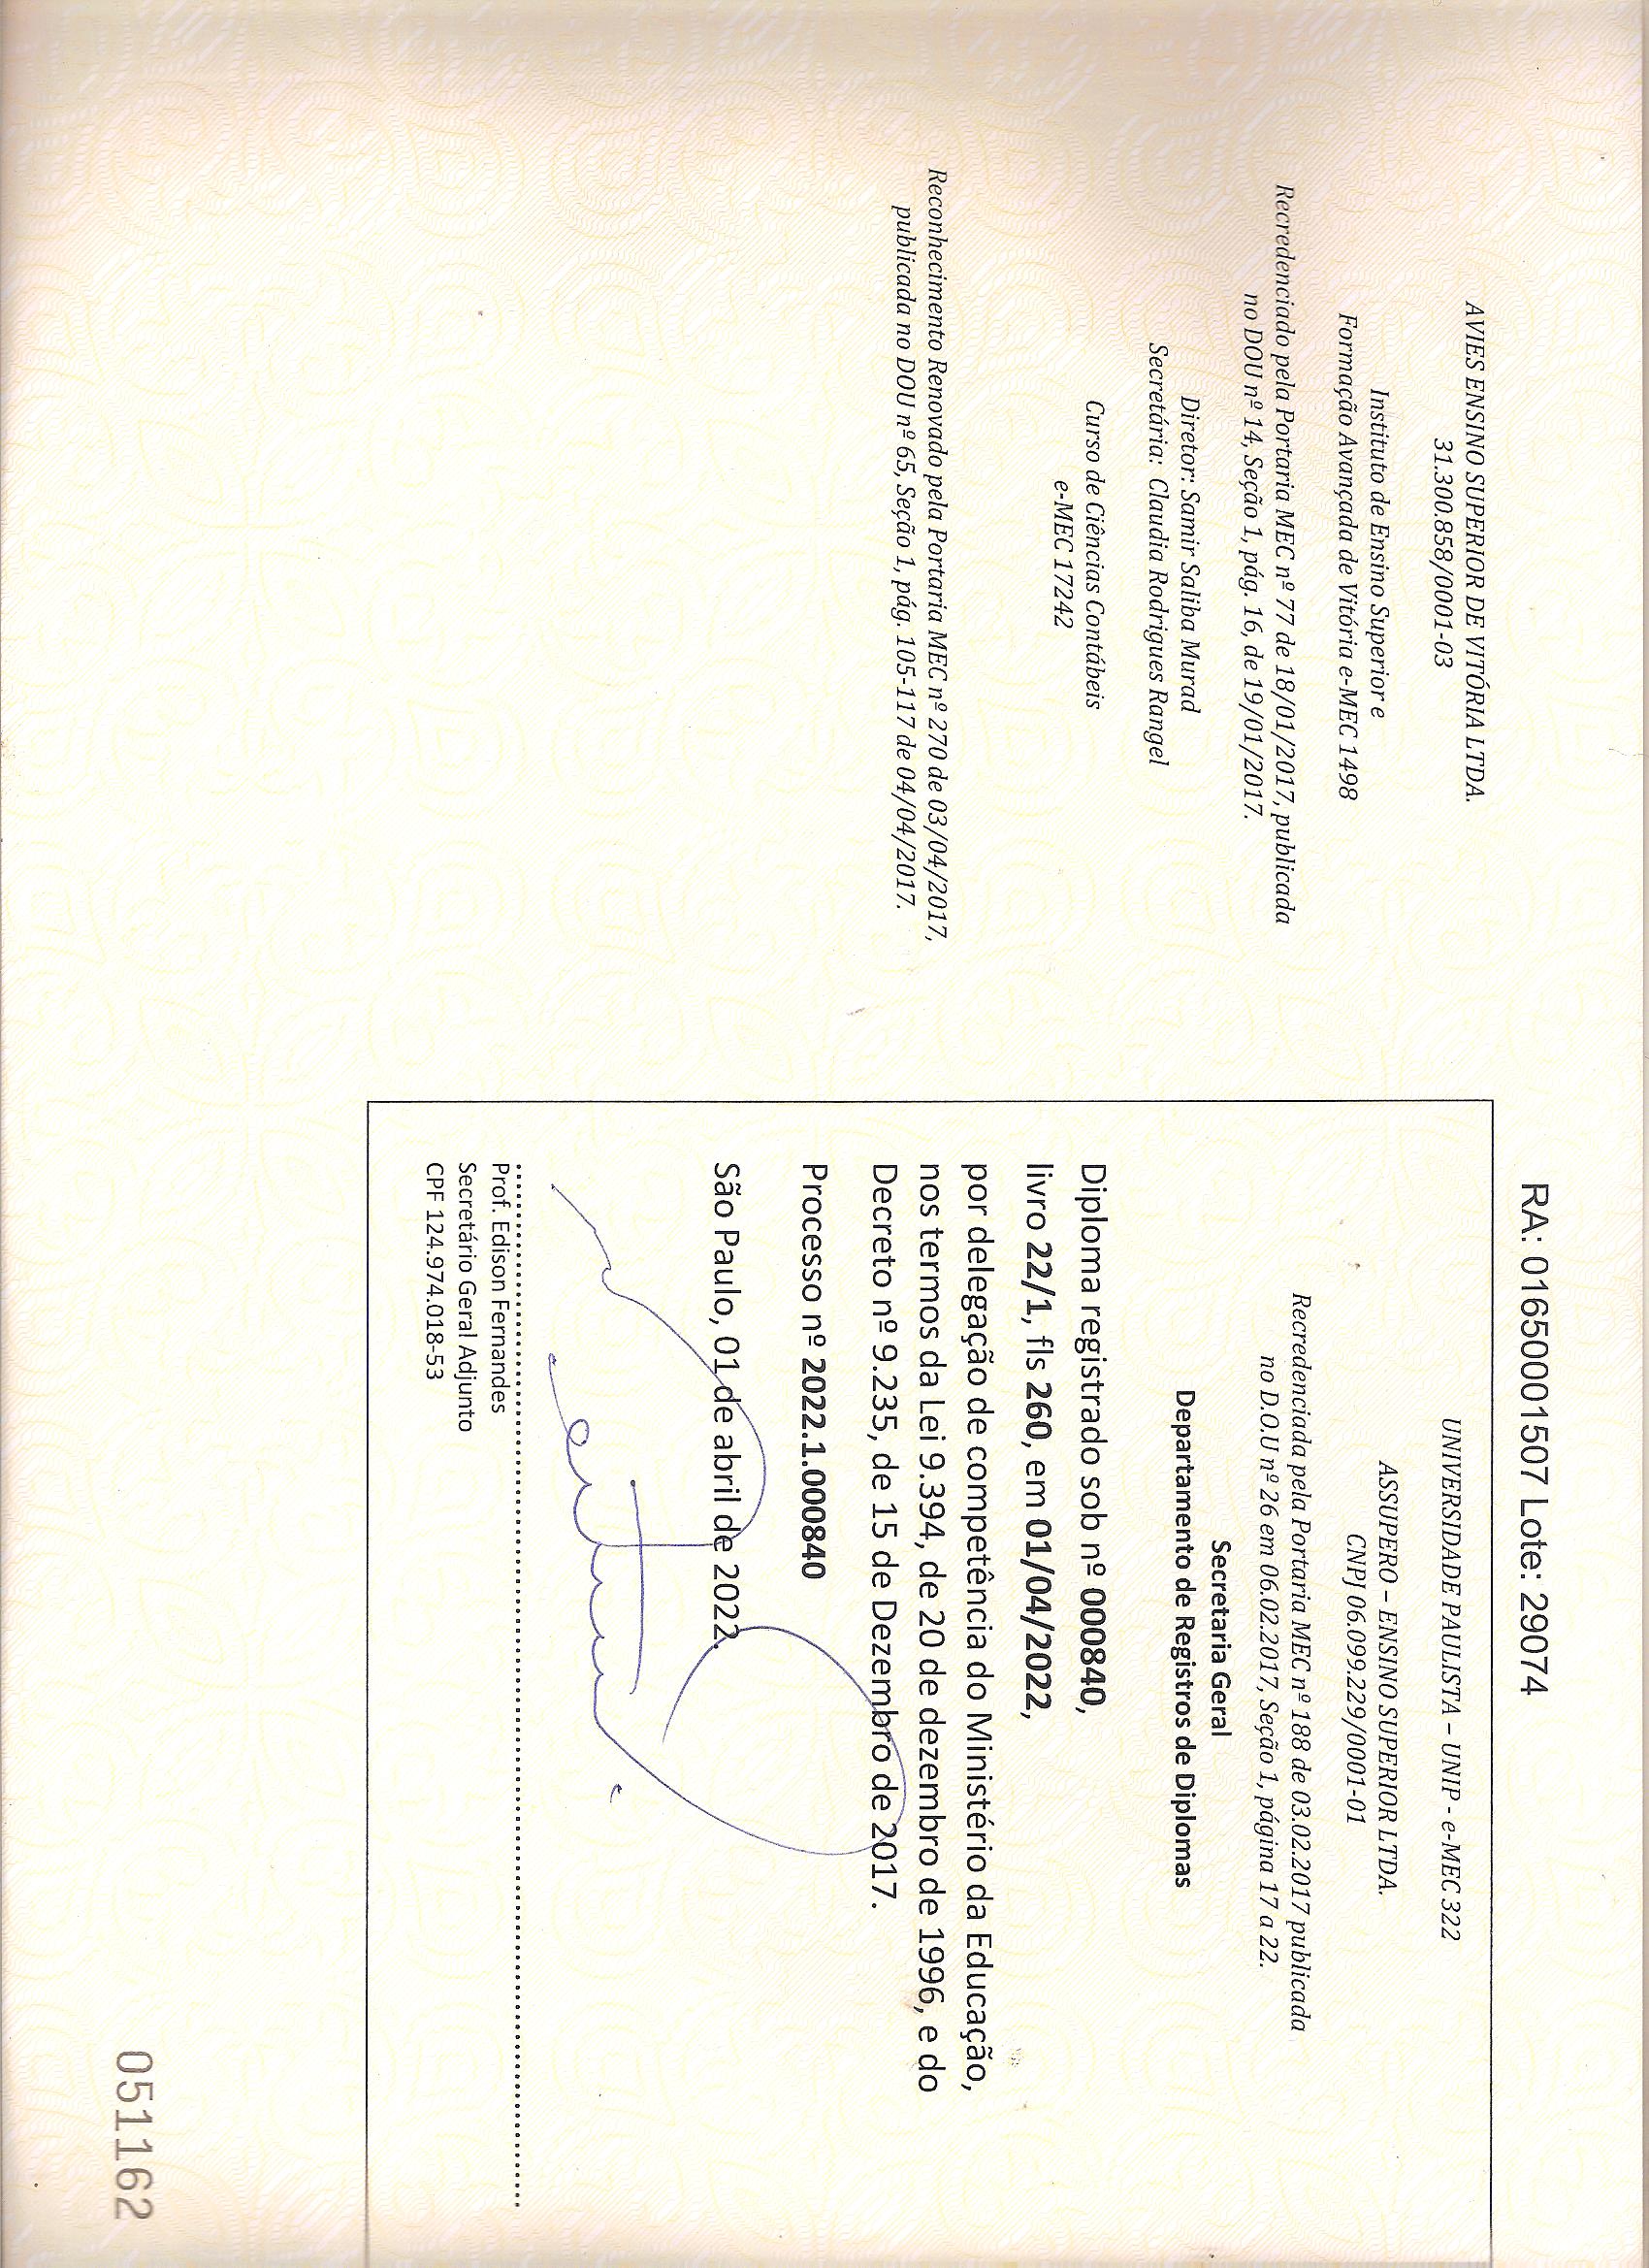 RA: 01650001507 Lote: 29074
AVIES ENSINO SUPERIOR DE VITÓRIA LTDA.
31.300.858/0001-03
Instituto de Ensino Superior e
Formação Avançada de Vitória e-MEC 1498
Recredenciado pela Portaria MEC nº 77 de 18/01/2017, publicada
no DOU nº 14, Seção 1, pág. 16, de 19/01/2017.
Diretor: Samir Saliba Murad
Secretária: Claudia Rodrigues Rangel
Curso de Ciências Contábeis
e-MEC 17242
Reconhecimento Renovado pela Portaria MEC nº 270 de 03/04/2017,
publicada no DOU nº 65, Seção 1, pág. 105-117 de 04/04/2017.
UNIVERSIDADE PAULISTA – UNIP - e-MEC 322
ASSUPERO – ENSINO SUPERIOR LTDA.
CNPJ 06.099.229/0001-01
Recredenciada pela Portaria MEC nº 188 de 03.02.2017 publicada
no D.O.U nº 26 em 06.02.2017, Seção 1, página 17 a 22.
Secretaria Geral
Departamento de Registros de Diplomas
Diploma registrado sob nº 000840,
livro 22/1, fls 260, em 01/04/2022,
por delegação de competência do Ministério da Educação,
nos termos da Lei 9.394, de 20 de dezembro de 1996, e do
Decreto nº 9.235, de 15 de Dezembro de 2017.
Processo nº 2022.1.000840
São Paulo, 01 de abril de 2022.
Prof. Edison Fernandes
Secretário Geral Adjunto
CPF 124.974.018-53
051162